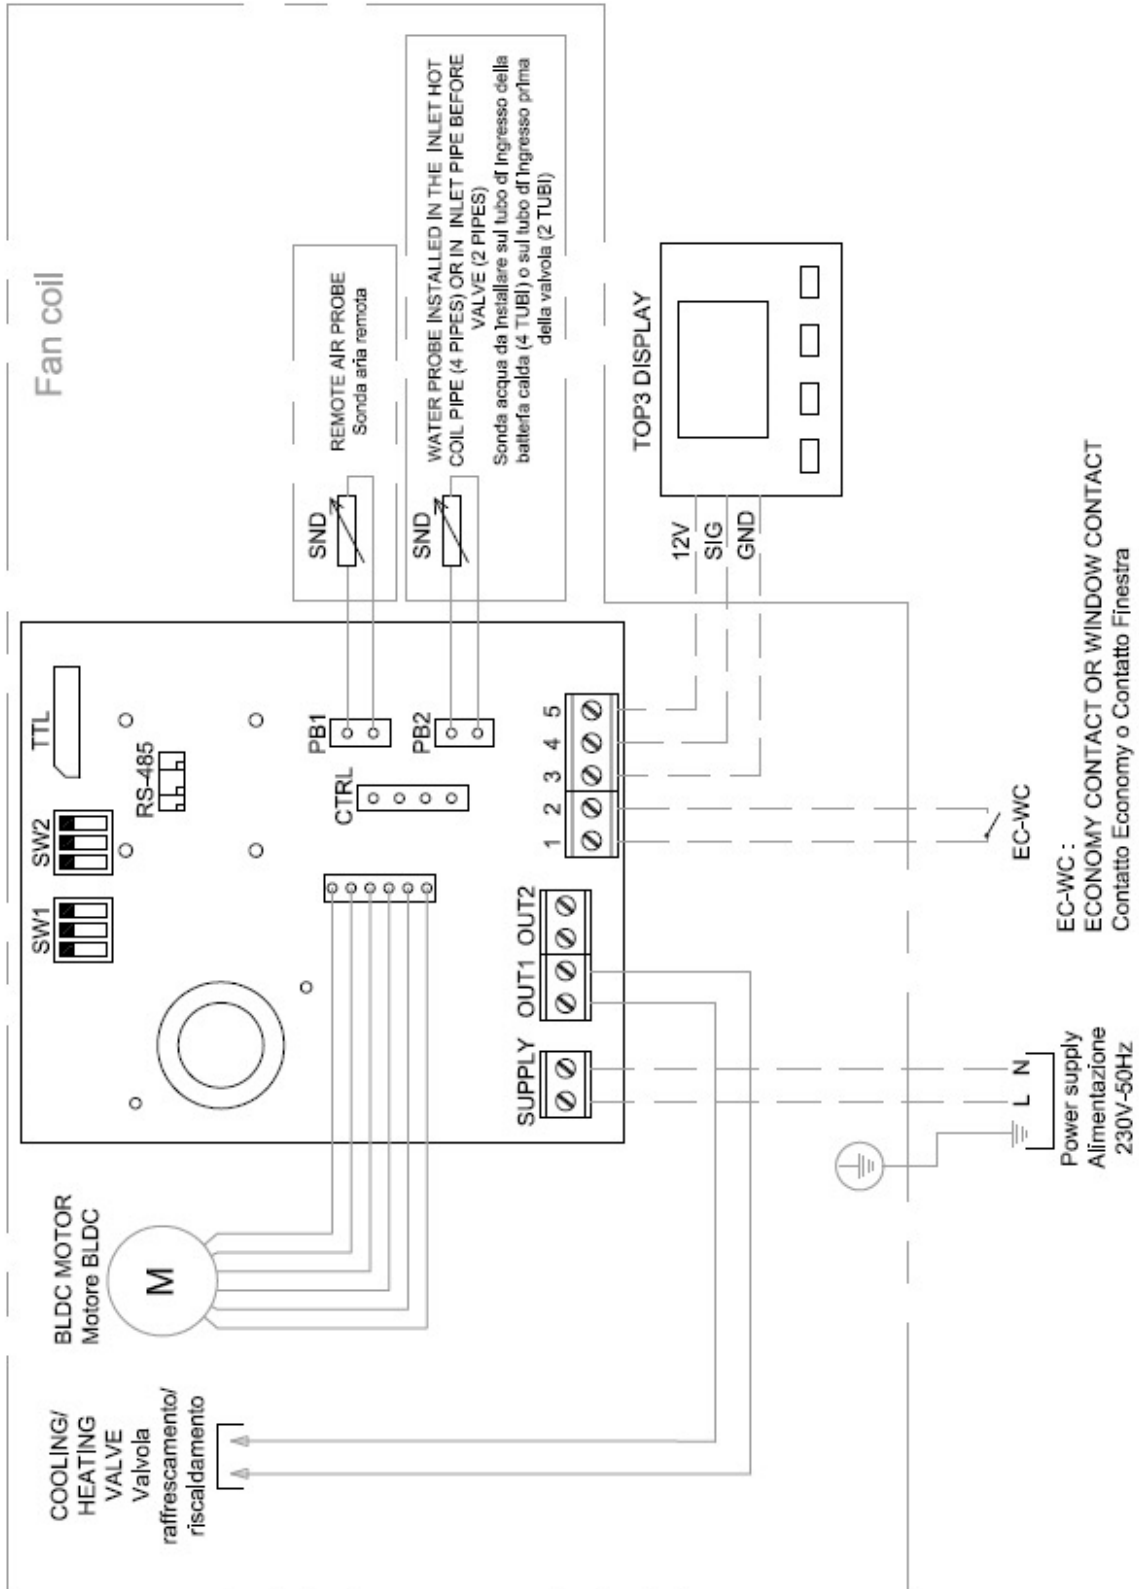 Fan coil
COOLING/
HEATING
VALVE
Valvola
raffrescamento/
riscaldamento
BLDC MOTOR
Motore BLDC
M
SW1
SW2
TTL
RS-485
CTRL
PB1
PB2
SUPPLY
OUT1
OUT2
1
2
3
4
5
SND
REMOTE AIR PROBE
Sonda aria remota
SND
WATER PROBE INSTALLED IN THE INLET HOT
COIL PIPE (4 PIPES) OR IN INLET PIPE BEFORE
VALVE (2 PIPES)
Sonda acqua da Installare sul tubo di Ingresso della
batteria calda (4 TUBI) o sul tubo di Ingresso prima
della valvola (2 TUBI)
12V
SIG
GND
TOP3 DISPLAY
L
N
Power supply
Alimentazione
230V-50Hz
EC-WC
EC-WC :
ECONOMY CONTACT OR WINDOW CONTACT
Contatto Economy o Contatto Finestra